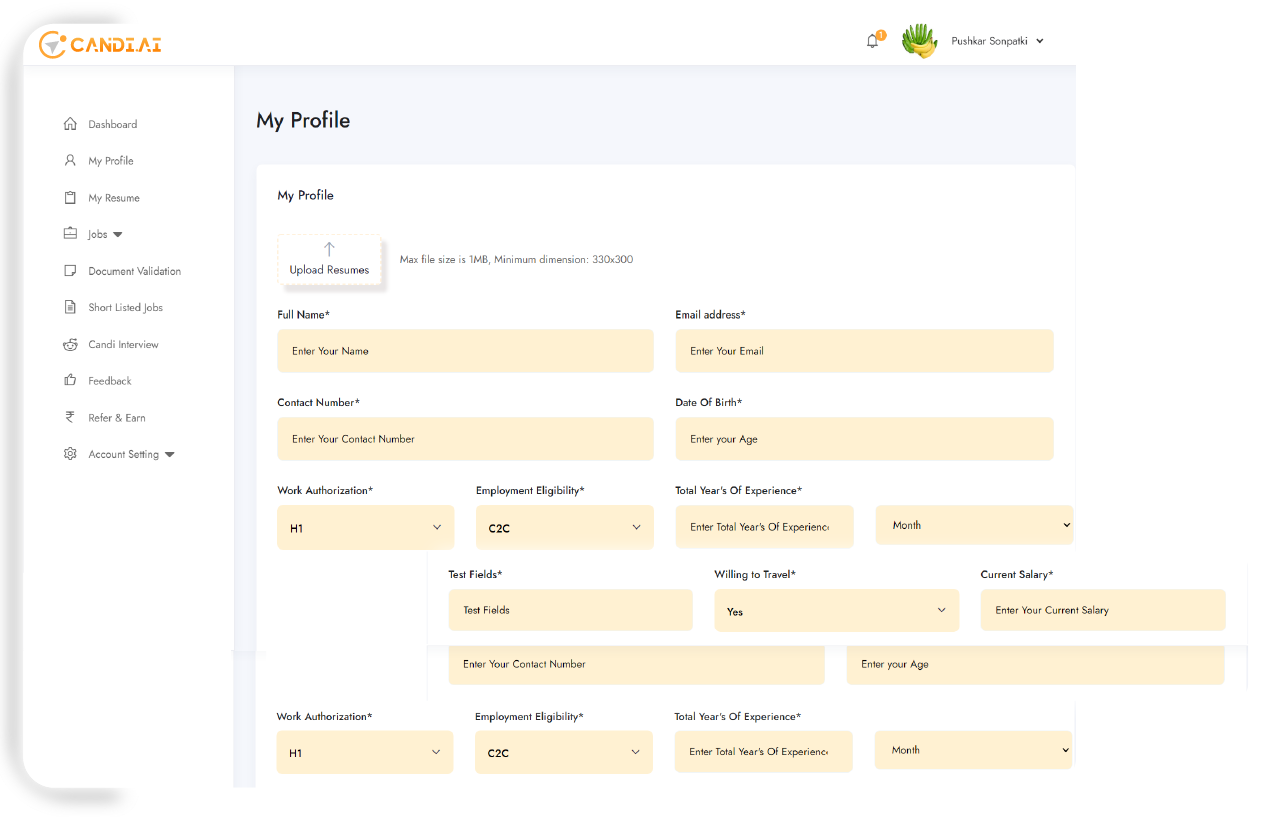 CANDI.AI
1
Pushkar Sonpatki
Dashboard
My Profile
My Resume
Jobs
Document Validation
Short Listed Jobs
Candi Interview
Feedback
Refer & Earn
Account Setting
My Profile
My Profile
Upload Resumes
Max file size is 1MB, Minimum dimension: 330x300
Full Name* Email address*
Enter Your Name Enter Your Email
Contact Number* Date Of Birth*
Enter Your Contact Number Enter your Age
Work Authorization* Employment Eligibility* Total Year's Of Experience*
H1 C2C Enter Total Year's Of Experienc Month
Test Fields* Willing to Travel* Current Salary*
Test Fields Yes Enter Your Current Salary
Enter Your Contact Number Enter your Age
Work Authorization* Employment Eligibility* Total Year's Of Experience*
H1 C2C Enter Total Year's Of Experienc Month